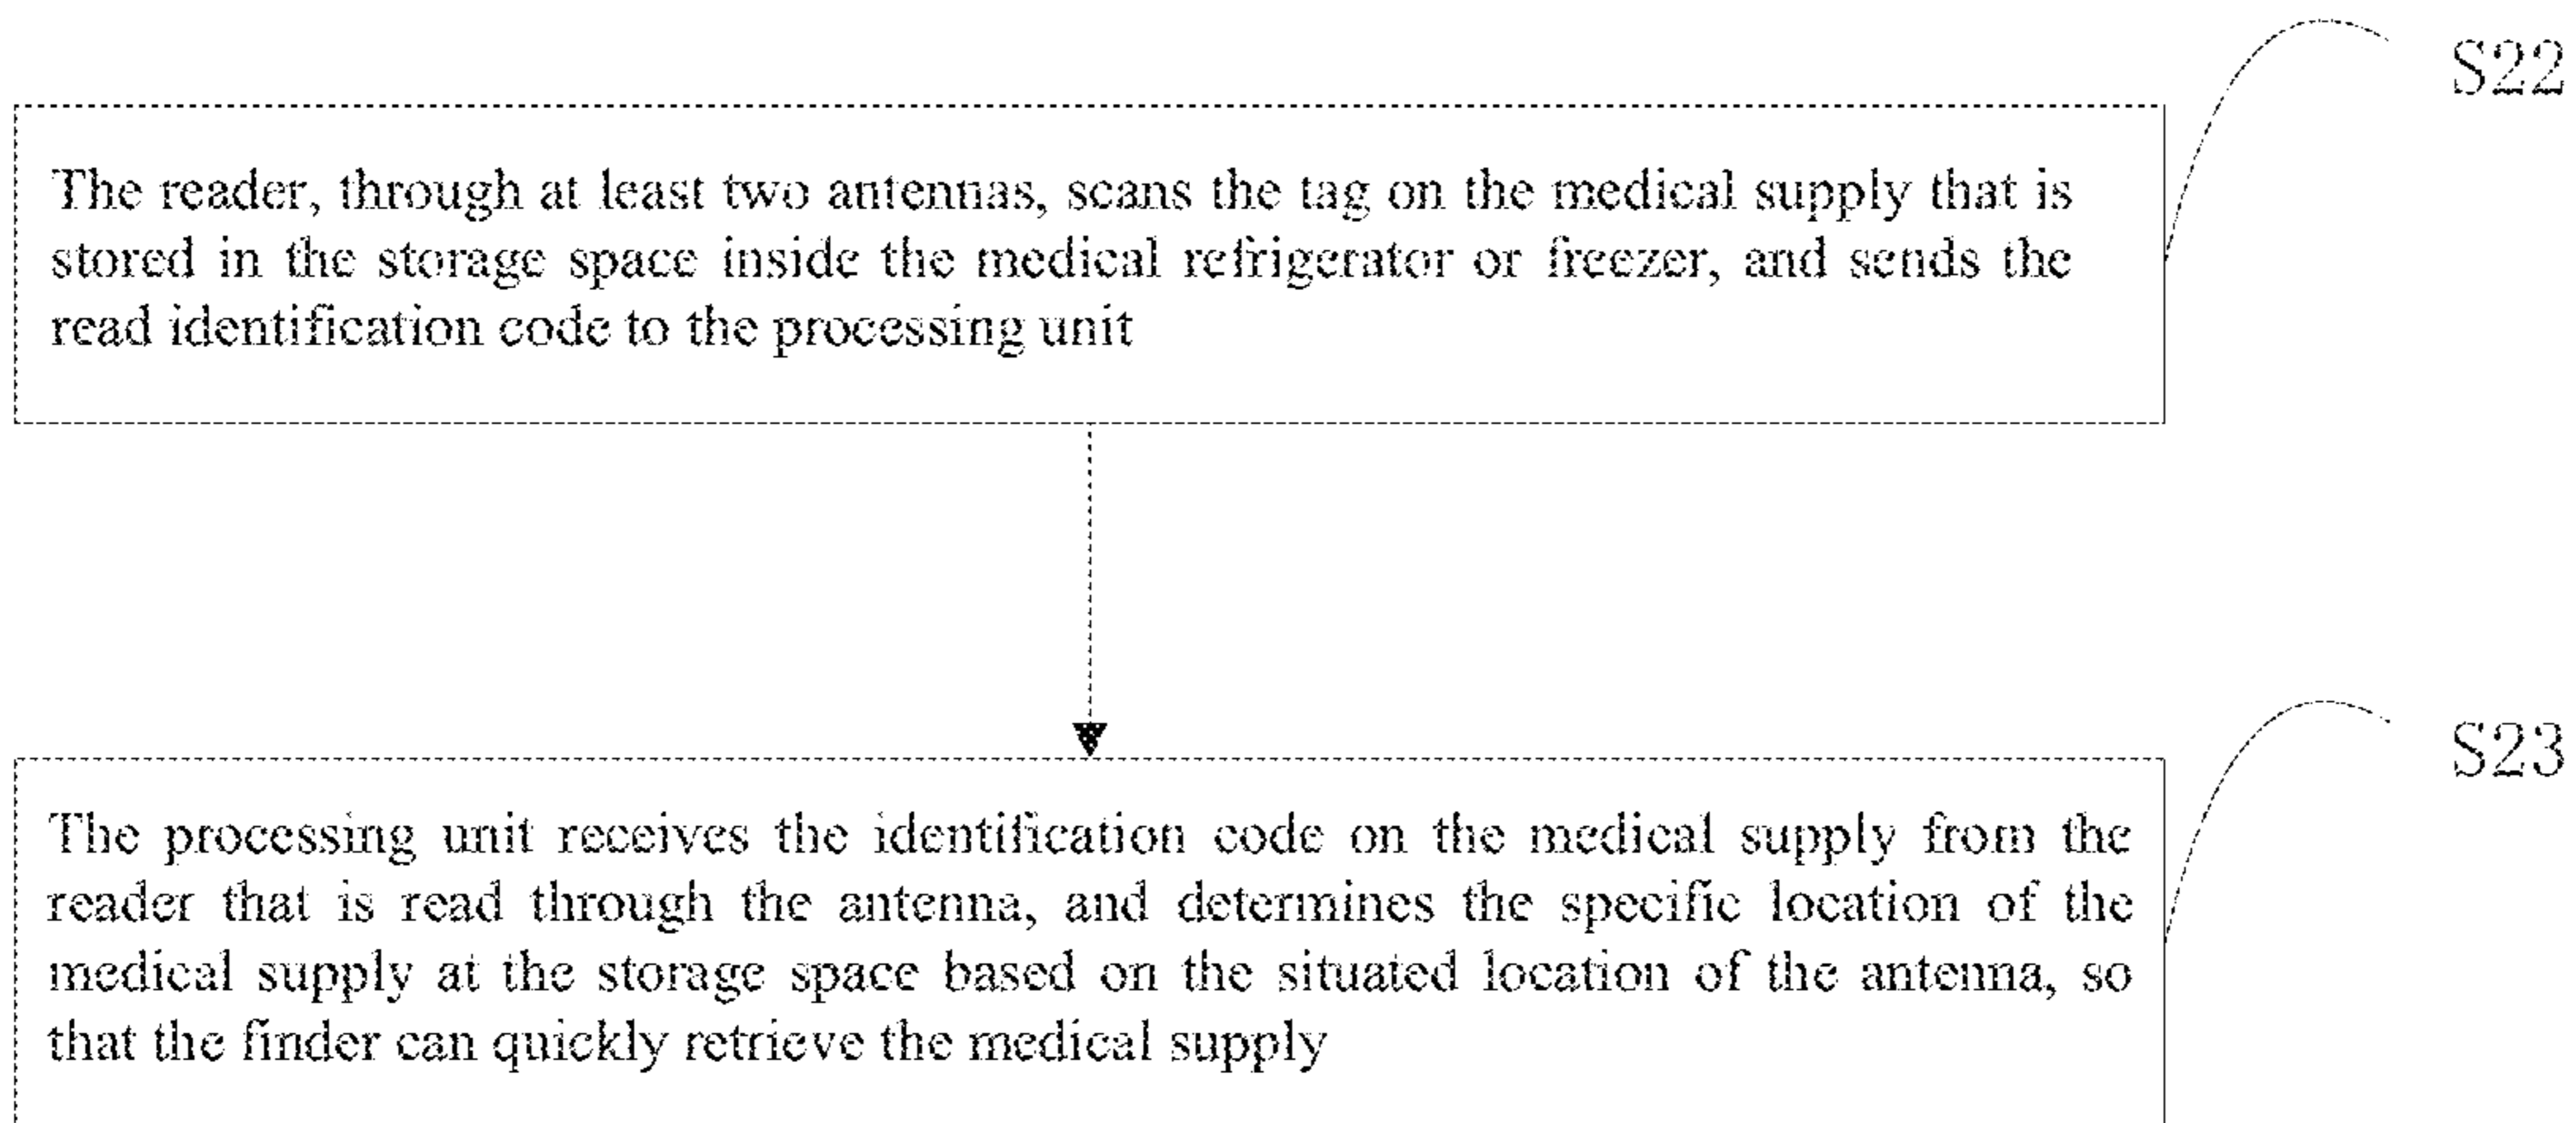 S22
The reader, through at least two antennas, scans the tag on the medical supply that is
stored in the storage space inside the medical refrigerator or freezer, and sends the
read identification code to the processing unit
S23
The processing unit receives the identification code on the medical supply from the
reader that is read through the antenna, and determines the specific location of the
medical supply at the storage space based on the situated location of the antenna, so
that the finder can quickly retrieve the medical supply